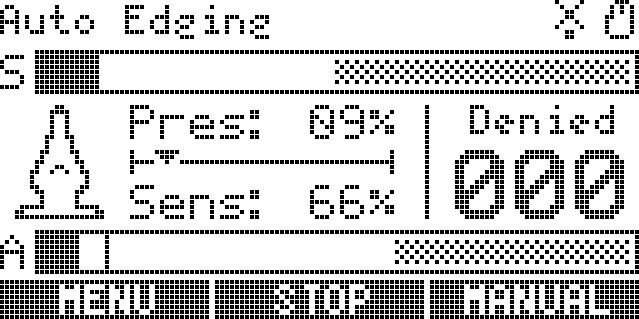 Auto Edging
S
Pres: 09% Denied
Sens: 66% 000
A
MENU STOP MANUAL